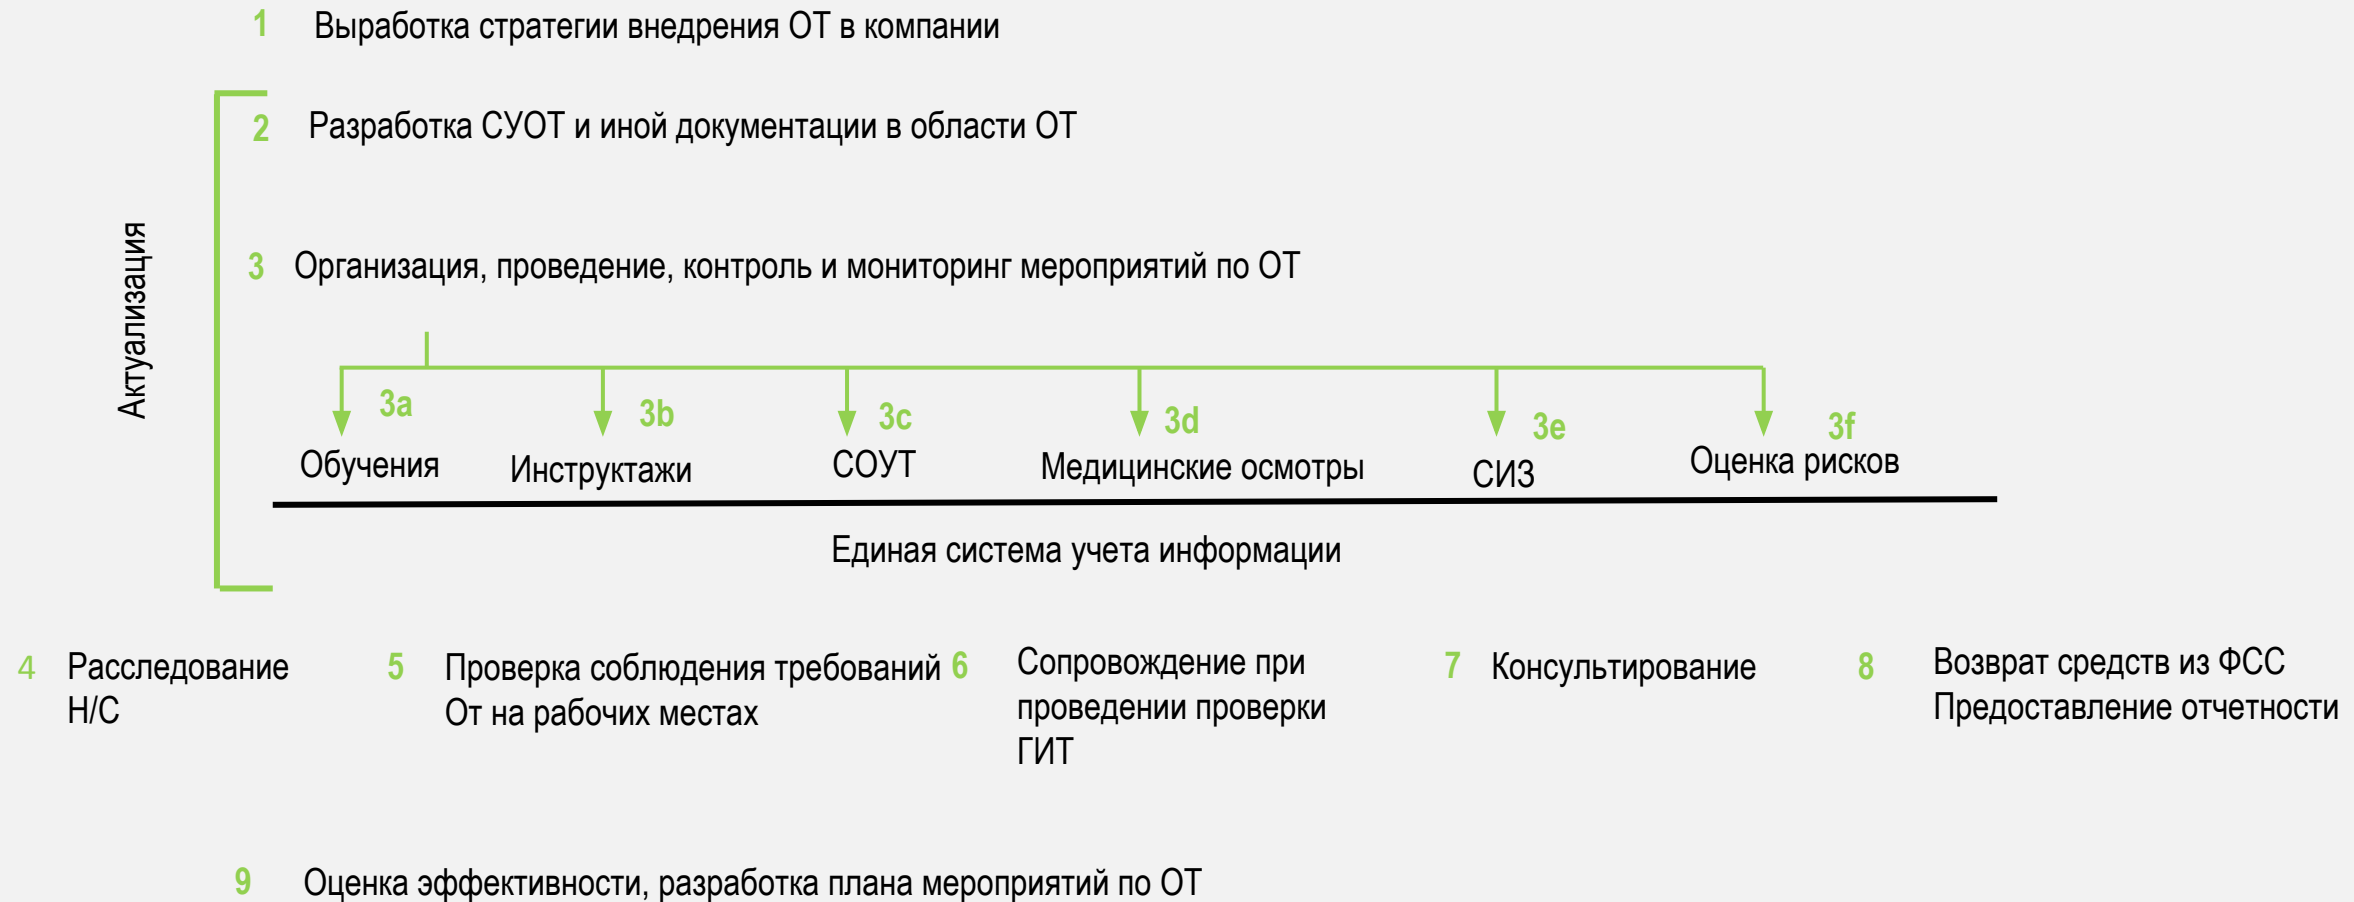 1 Выработка стратегии внедрения ОТ в компании
2 Разработка СУОТ и иной документации в области ОТ
Актуализация
3 Организация, проведение, контроль и мониторинг мероприятий по ОТ
3a
Обучения
3b
Инструктажи
3c
СОУТ
3d
Медицинские осмотры
3e
СИЗ
3f
Оценка рисков
Единая система учета информации
4 Расследование
Н/С
5 Проверка соблюдения требований
От на рабочих местах
6 Сопровождение при
проведении проверки
ГИТ
7 Консультирование
8 Возврат средств из ФСС
Предоставление отчетности
9 Оценка эффективности, разработка плана мероприятий по ОТ